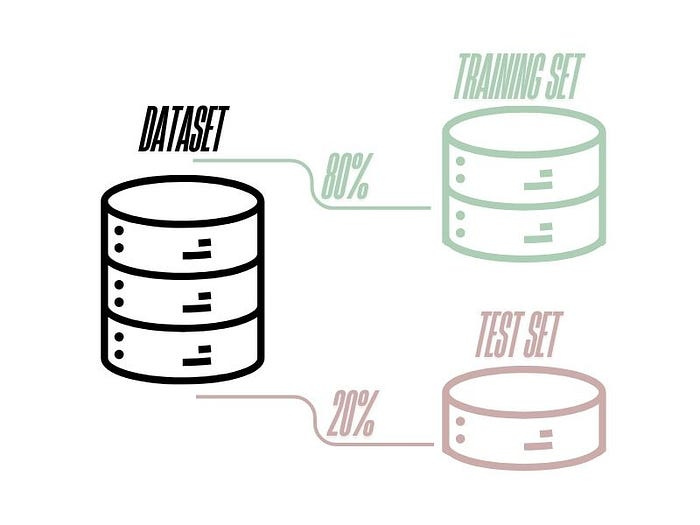 DATASET
TRAINING SET
80%
TEST SET
20%